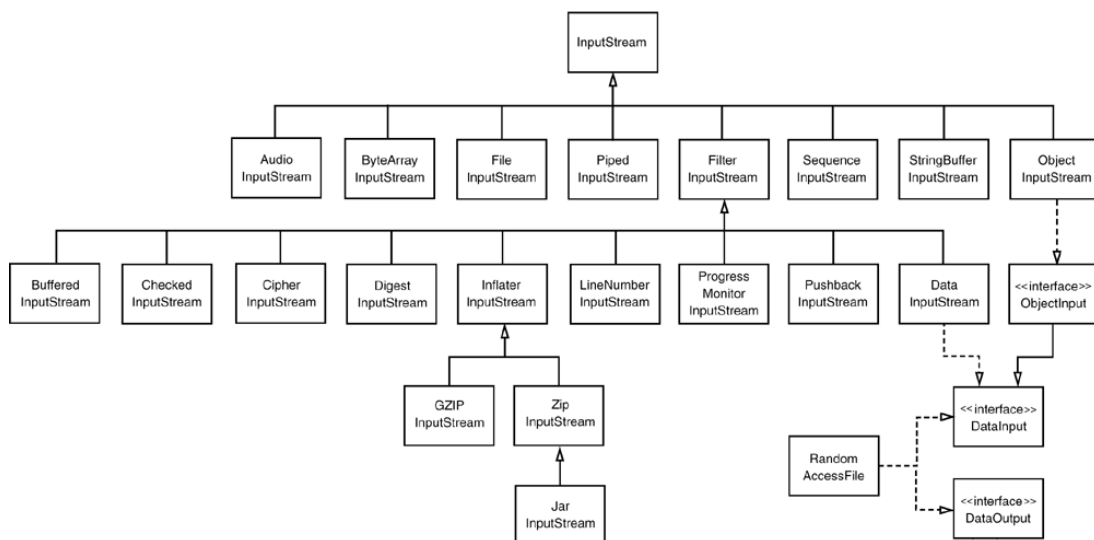 InputStream
Audio
InputStream
ByteArray
InputStream
File
InputStream
Piped
InputStream
Filter
InputStream
Sequence
InputStream
StringBuffer
InputStream
Object
InputStream
Buffered
InputStream
Checked
InputStream
Cipher
InputStream
Digest
InputStream
Inflater
InputStream
LineNumber
InputStream
Progress
Monitor
InputStream
Pushback
InputStream
Data
InputStream
<<interface>>
ObjectInput
GZIP
InputStream
Zip
InputStream
<<interface>>
DataInput
Random
AccessFile
Jar
InputStream
<<interface>>
DataOutput